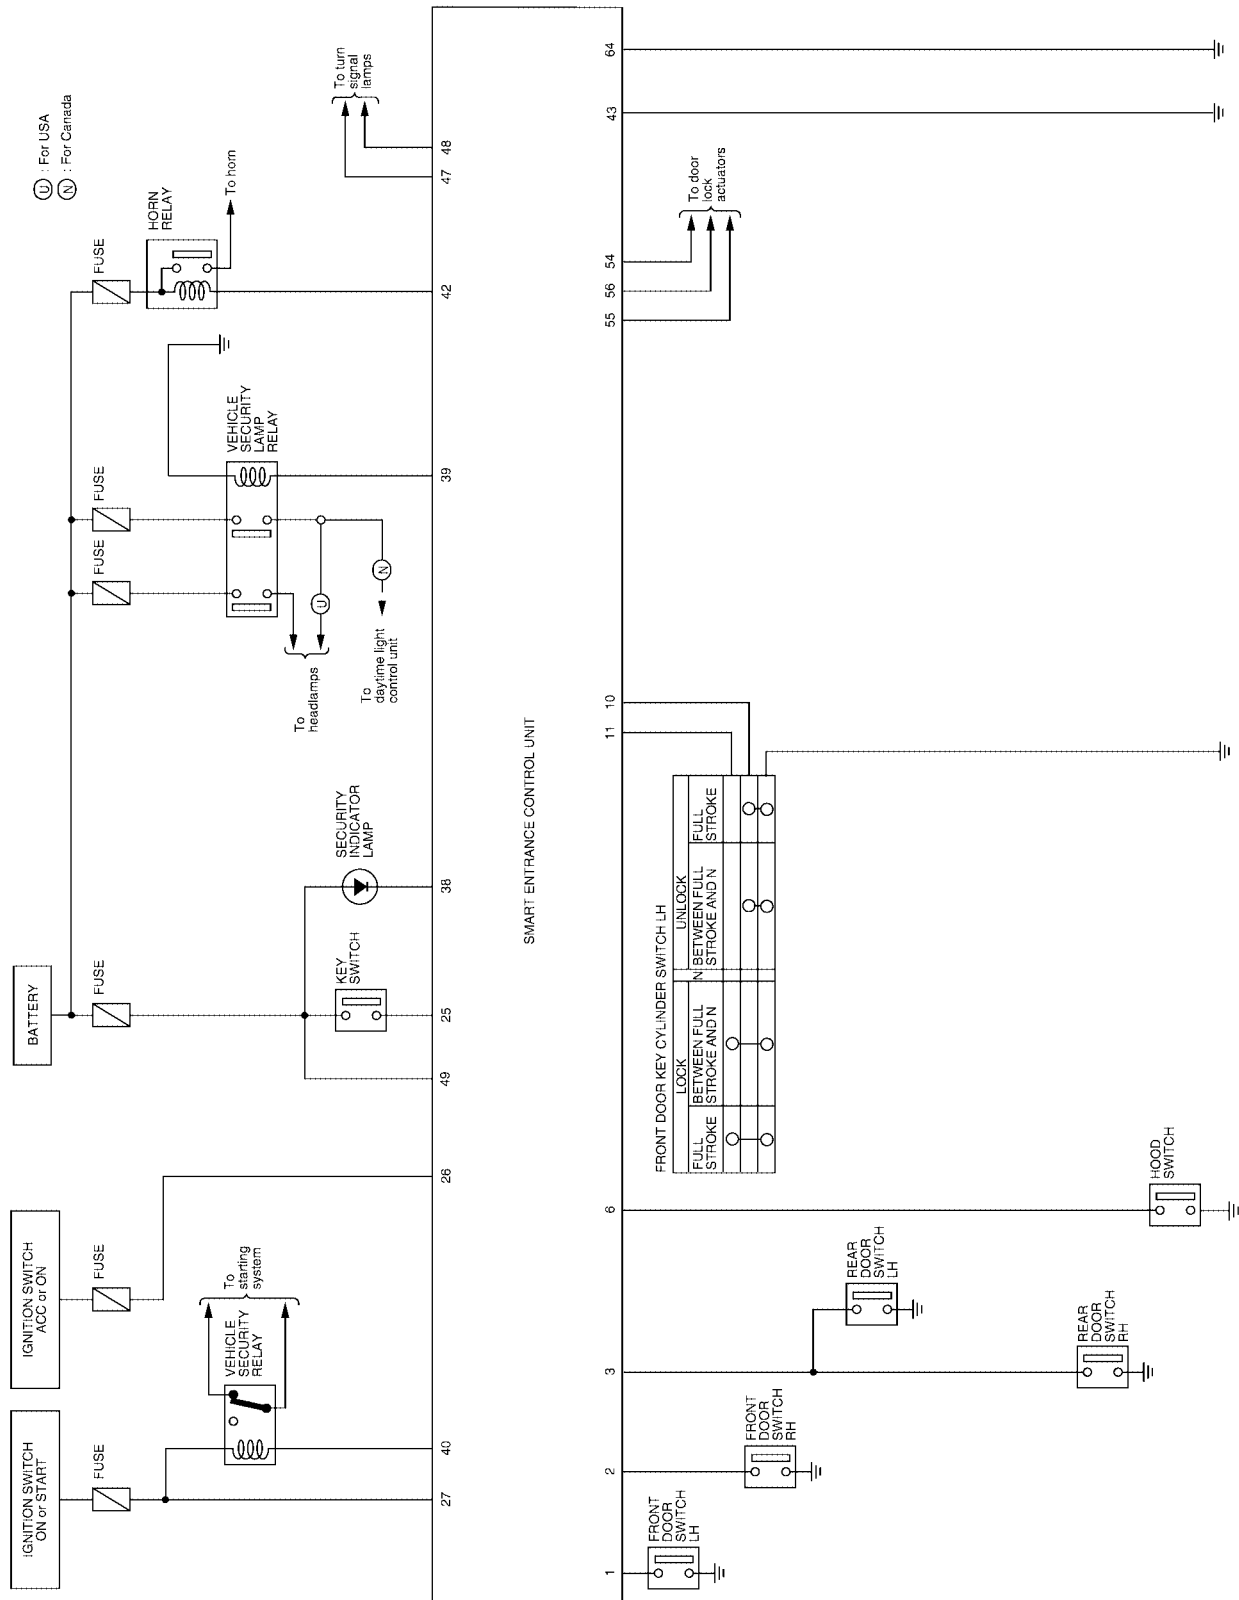 IGNITION SWITCH
ON or START
IGNITION SWITCH
ACC or ON
BATTERY
FUSE
FUSE
FUSE
FUSE
FUSE
FUSE
U : For USA
N : For Canada
HORN
RELAY
To horn
VEHICLE
SECURITY
RELAY
To
starting
system
KEY
SWITCH
SECURITY
INDICATOR
LAMP
VEHICLE
SECURITY
LAMP
RELAY
U
N
To
headlamps
To
daytime light
control unit
To turn
signal
lamps
27
40
26
49
25
38
39
42
47
48
SMART ENTRANCE CONTROL UNIT
1
2
3
6
11
10
55
56
54
43
64
FRONT
DOOR
SWITCH
LH
FRONT
DOOR
SWITCH
RH
REAR
DOOR
SWITCH
LH
REAR
DOOR
SWITCH
RH
HOOD
SWITCH
FRONT DOOR KEY CYLINDER SWITCH LH
LOCK
UNLOCK
FULL
STROKE
BETWEEN FULL
STROKE AND N
N
BETWEEN FULL
STROKE AND N
FULL
STROKE
To door
lock
actuators